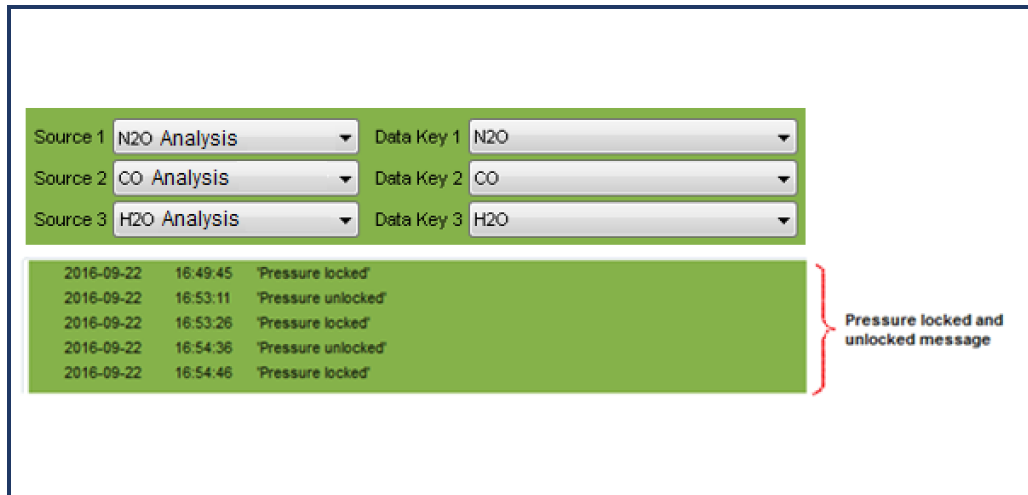 Source 1 N2O Analysis Data Key 1 N2O
Source 2 CO Analysis Data Key 2 CO
Source 3 H2O Analysis Data Key 3 H2O
2016-09-22 16:49:45 'Pressure locked'
2016-09-22 16:53:11 'Pressure unlocked'
2016-09-22 16:53:26 'Pressure locked'
2016-09-22 16:54:36 'Pressure unlocked'
2016-09-22 16:54:46 'Pressure locked'
Pressure locked and
unlocked message